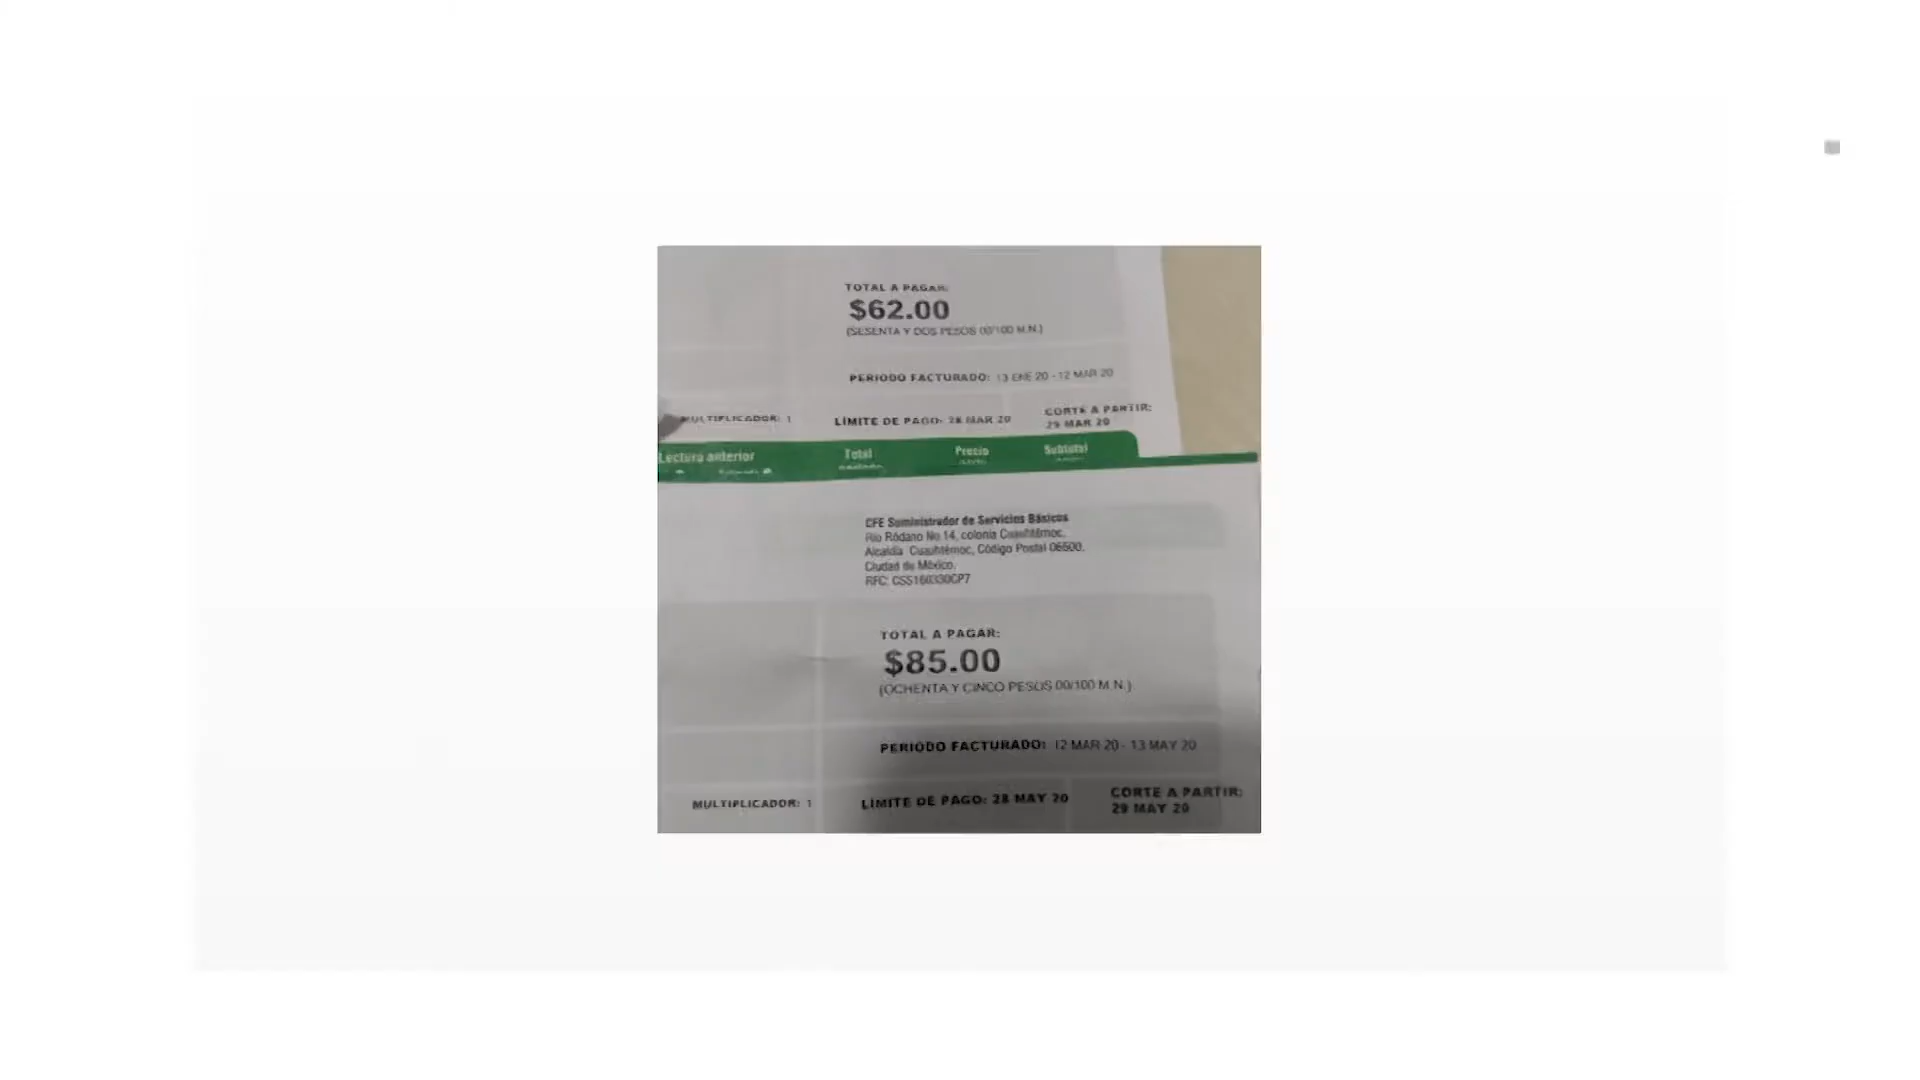 TOTAL A PAGAR:
$62.00
(SESENTA Y DOS PESOS 00/100 M.N.)
PERIODO FACTURADO: 13 ENE 20 - 12 MAR 20
MULTIPLICADOR: 1
LÍMITE DE PAGO: 28 MAR 20
CORTE A PARTIR:
29 MAR 20
Lectura anterior
Total
Precio
Subtotal
CFE Suministrador de Servicios Básicos
Río Ródano No 14, colonia Cuauhtémoc,
Alcaldía Cuauhtémoc, Código Postal 06500,
Ciudad de México.
RFC: CSS160330CP7
TOTAL A PAGAR:
$85.00
(OCHENTA Y CINCO PESOS 00/100 M.N.)
PERIODO FACTURADO: 12 MAR 20 - 13 MAY 20
MULTIPLICADOR: 1
LÍMITE DE PAGO: 28 MAY 20
CORTE A PARTIR:
29 MAY 20